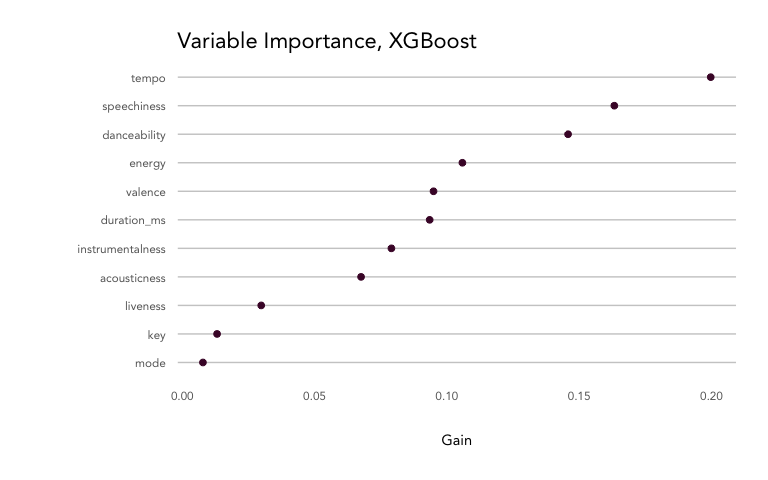 Variable Importance, XGBoost
tempo
speechiness
danceability
energy
valence
duration_ms
instrumentalness
acousticness
liveness
key
mode
0.00 0.05 0.10 0.15 0.20
Gain